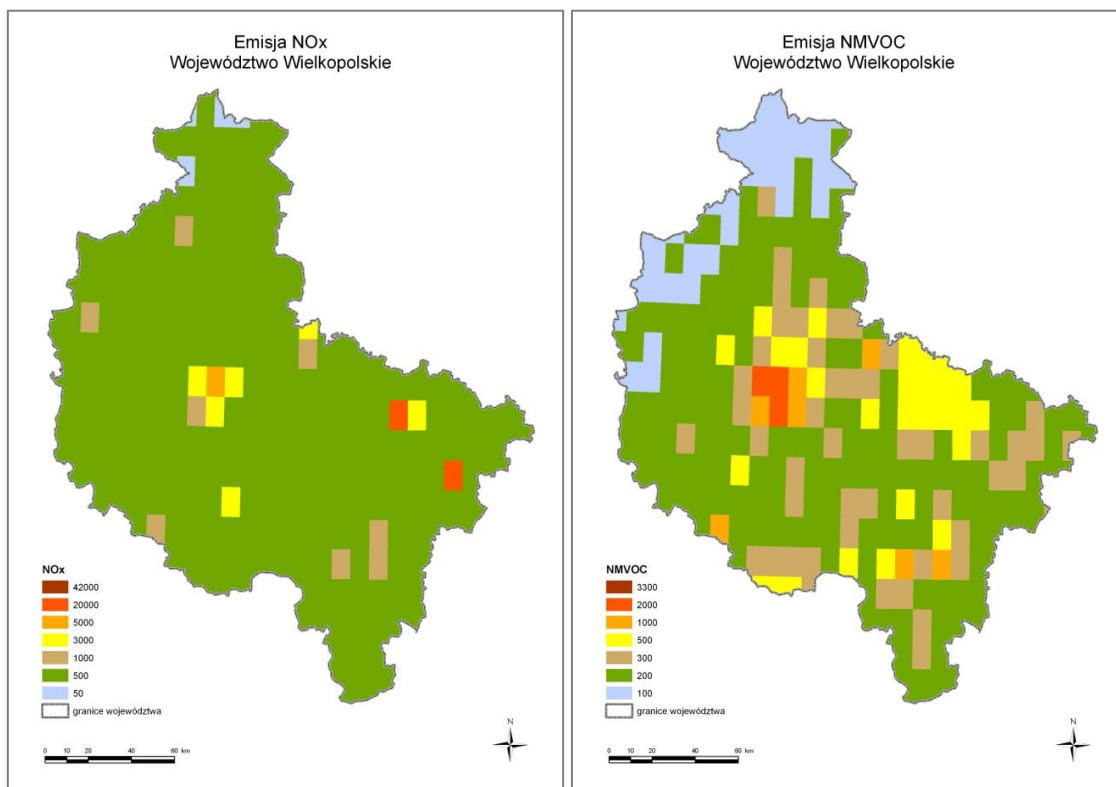 Emisja NOx
Województwo Wielkopolskie
NOx
42000
20000
5000
3000
1000
500
50
granice województwa
0 10 20 40 60 km
N
Emisja NMVOC
Województwo Wielkopolskie
NMVOC
3300
2000
1000
500
300
200
100
granice województwa
0 10 20 40 60 km
N